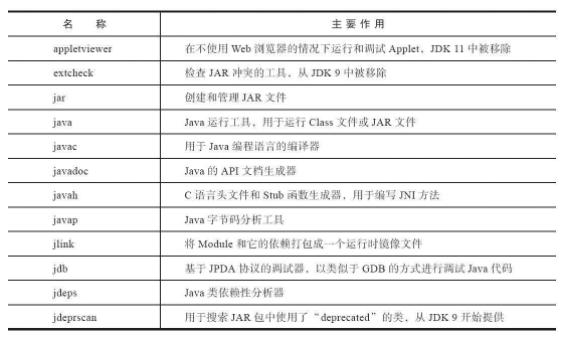 名 称 主 要 作 用
appletviewer 在不使用 Web 浏览器的情况下运行和调试 Applet，JDK 11 中被移除
extcheck 检查 JAR 冲突的工具，从 JDK 9 中被移除
jar 创建和管理 JAR 文件
java Java 运行工具，用于运行 Class 文件或 JAR 文件
javac 用于 Java 编程语言的编译器
javadoc Java 的 API 文档生成器
javah C 语言头文件和 Stub 函数生成器，用于编写 JNI 方法
javap Java 字节码分析工具
jlink 将 Module 和它的依赖打包成一个运行时镜像文件
jdb 基于 JPDA 协议的调试器，以类似于 GDB 的方式进行调试 Java 代码
jdeps Java 类依赖性分析器
jdeprscan 用于搜索 JAR 包中使用了“deprecated”的类，从 JDK 9 开始提供